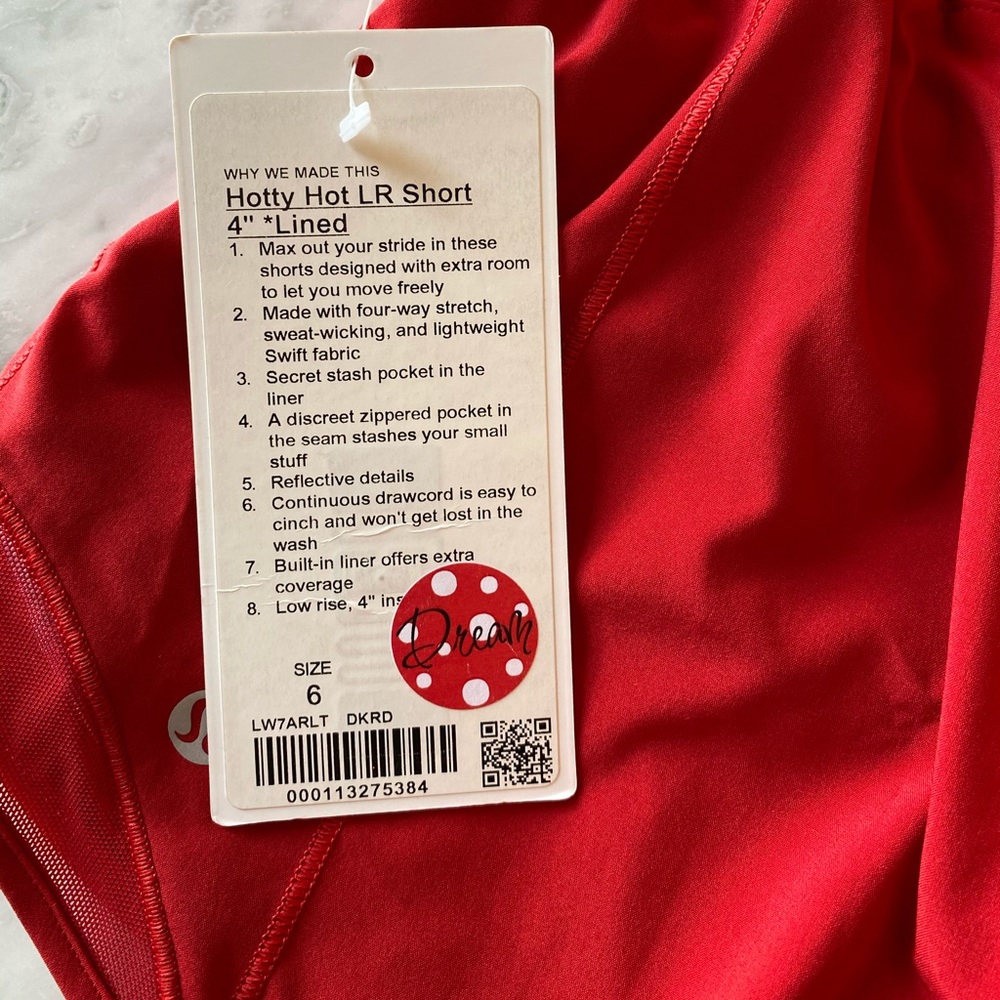 WHY WE MADE THIS
Hotty Hot LR Short
4" *Lined
1. Max out your stride in these
shorts designed with extra room
to let you move freely
2. Made with four-way stretch,
sweat-wicking, and lightweight
Swift fabric
3. Secret stash pocket in the
liner
4. A discreet zippered pocket in
the seam stashes your small
stuff
5. Reflective details
6. Continuous drawcord is easy to
cinch and won't get lost in the
wash
7. Built-in liner offers extra
coverage
8. Low rise, 4"
Dream
SIZE
6
LW7ARLT DKRD
000113275384